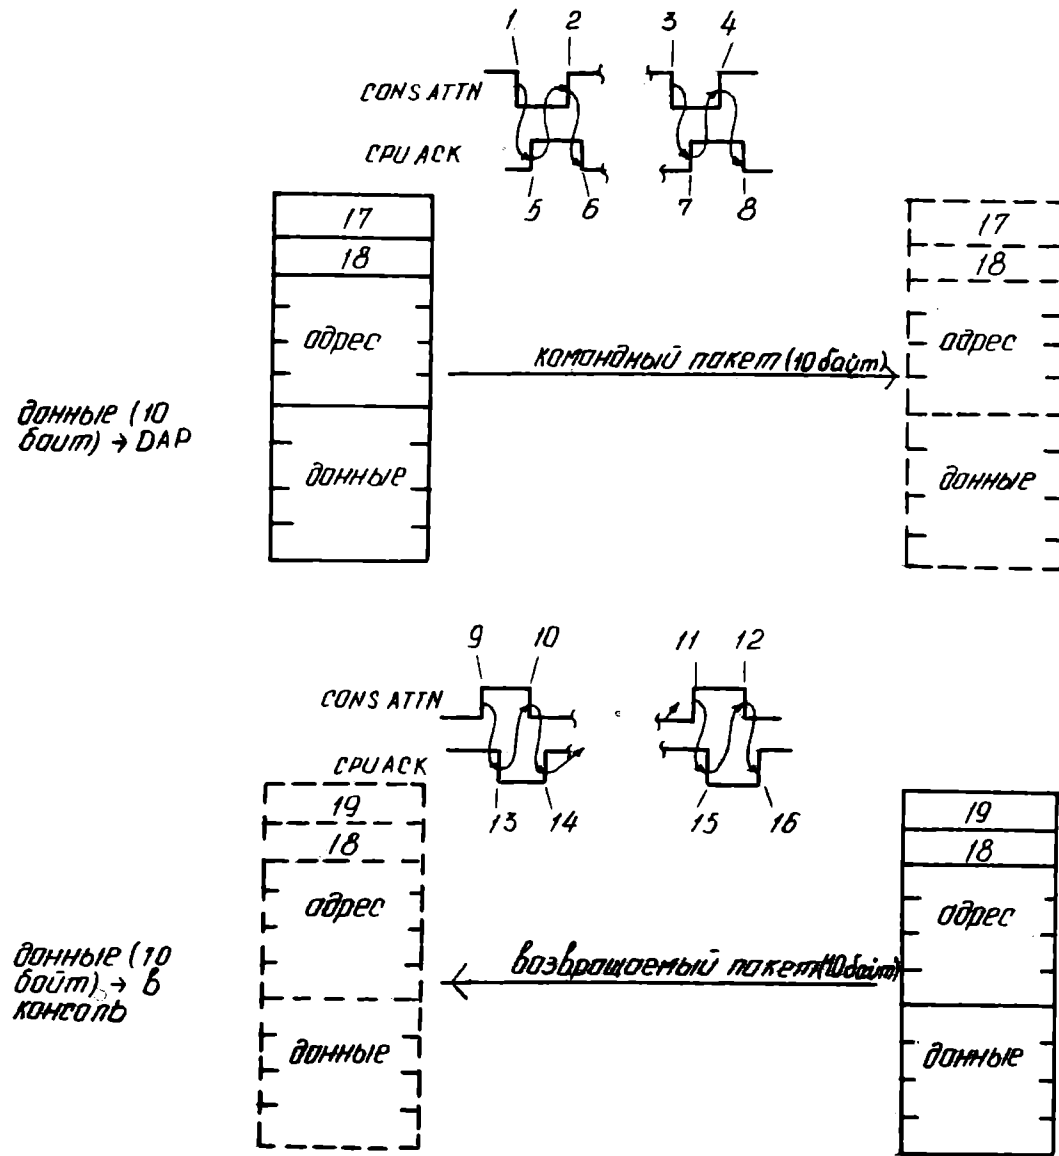 1 2 3 4
CONS ATTN
CPU ACK
5 6 7 8
17
18
адрес
данные
данные (10
байт) → DAP
командный пакет (10 байт)
17
18
адрес
данные
9 10 11 12
CONS ATTN
CPU ACK
13 14 15 16
19
18
адрес
данные
данные (10
байт) → в
консоль
возвращаемый пакет (10 байт)
19
18
адрес
данные